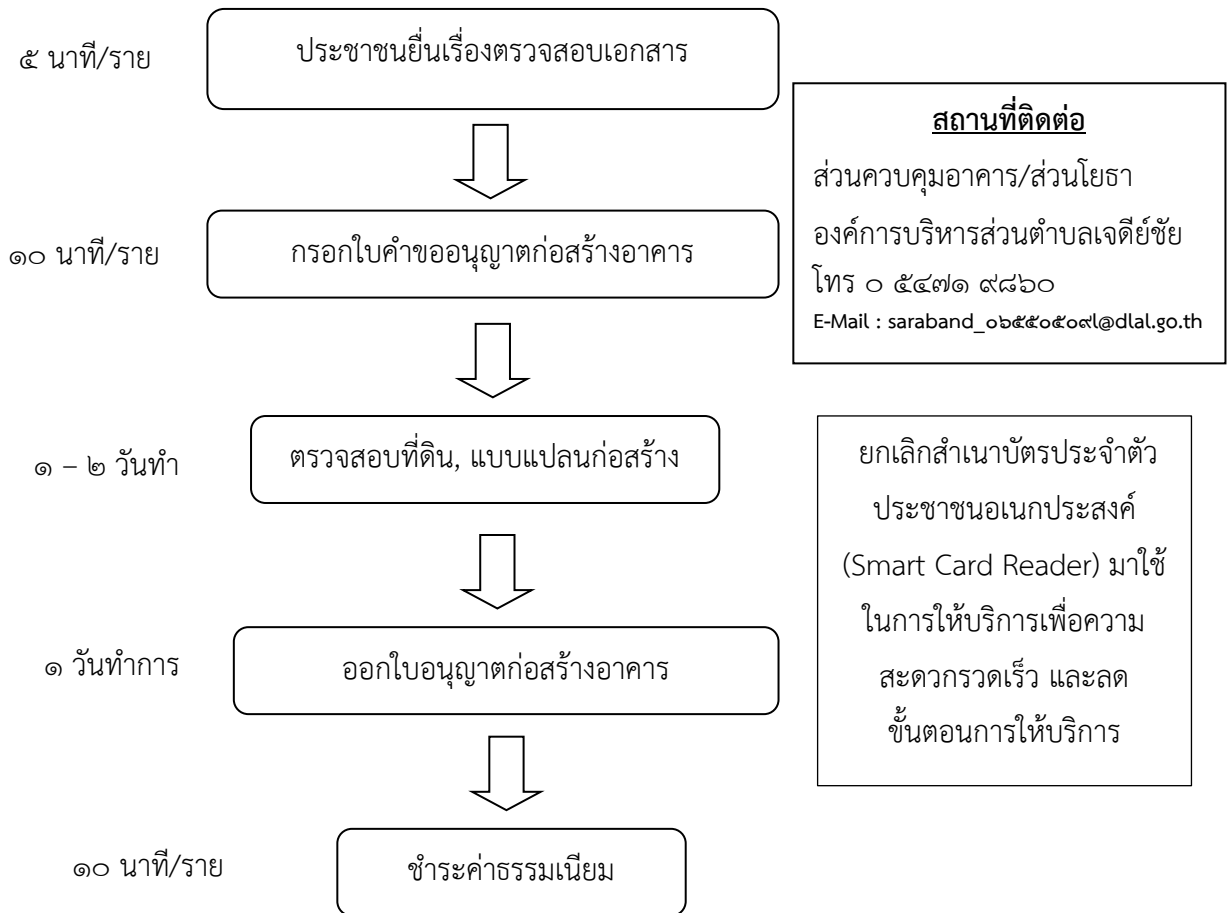 ๕ นาที/ราย
ประชาชนยื่นเรื่องตรวจสอบเอกสาร
๑๐ นาที/ราย
กรอกใบคำขออนุญาตก่อสร้างอาคาร
๑ – ๒ วันทำ
ตรวจสอบที่ดิน, แบบแปลนก่อสร้าง
๑ วันทำการ
ออกใบอนุญาตก่อสร้างอาคาร
๑๐ นาที/ราย
ชำระค่าธรรมเนียม
สถานที่ติดต่อ
ส่วนควบคุมอาคาร/ส่วนโยธา
องค์การบริหารส่วนตำบลเจดีย์ชัย
โทร ๐ ๕๔๗๑ ๙๘๖๐
E-Mail : saraband_๐๖๕๕๐๕๐๙l@dlal.go.th
ยกเลิกสำเนาบัตรประจำตัว
ประชาชนอเนกประสงค์
(Smart Card Reader) มาใช้
ในการให้บริการเพื่อความ
สะดวกรวดเร็ว และลด
ขั้นตอนการให้บริการ